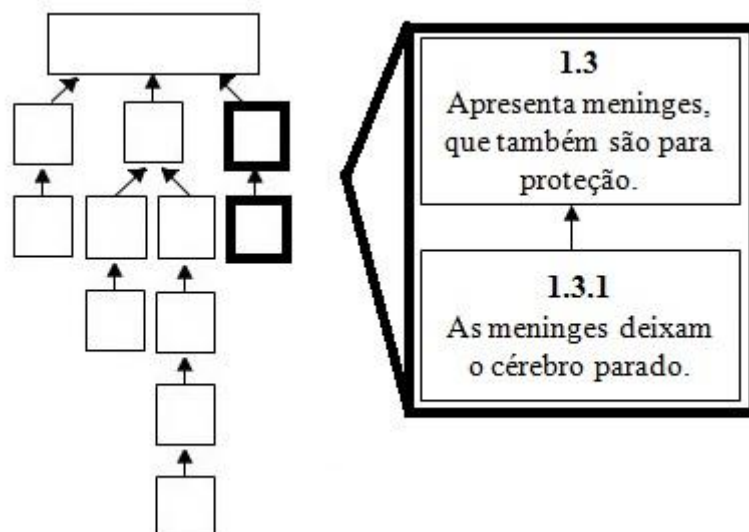 1.3
Apresenta meninges,
que também são para
proteção.
1.3.1
As meninges deixam
o cérebro parado.